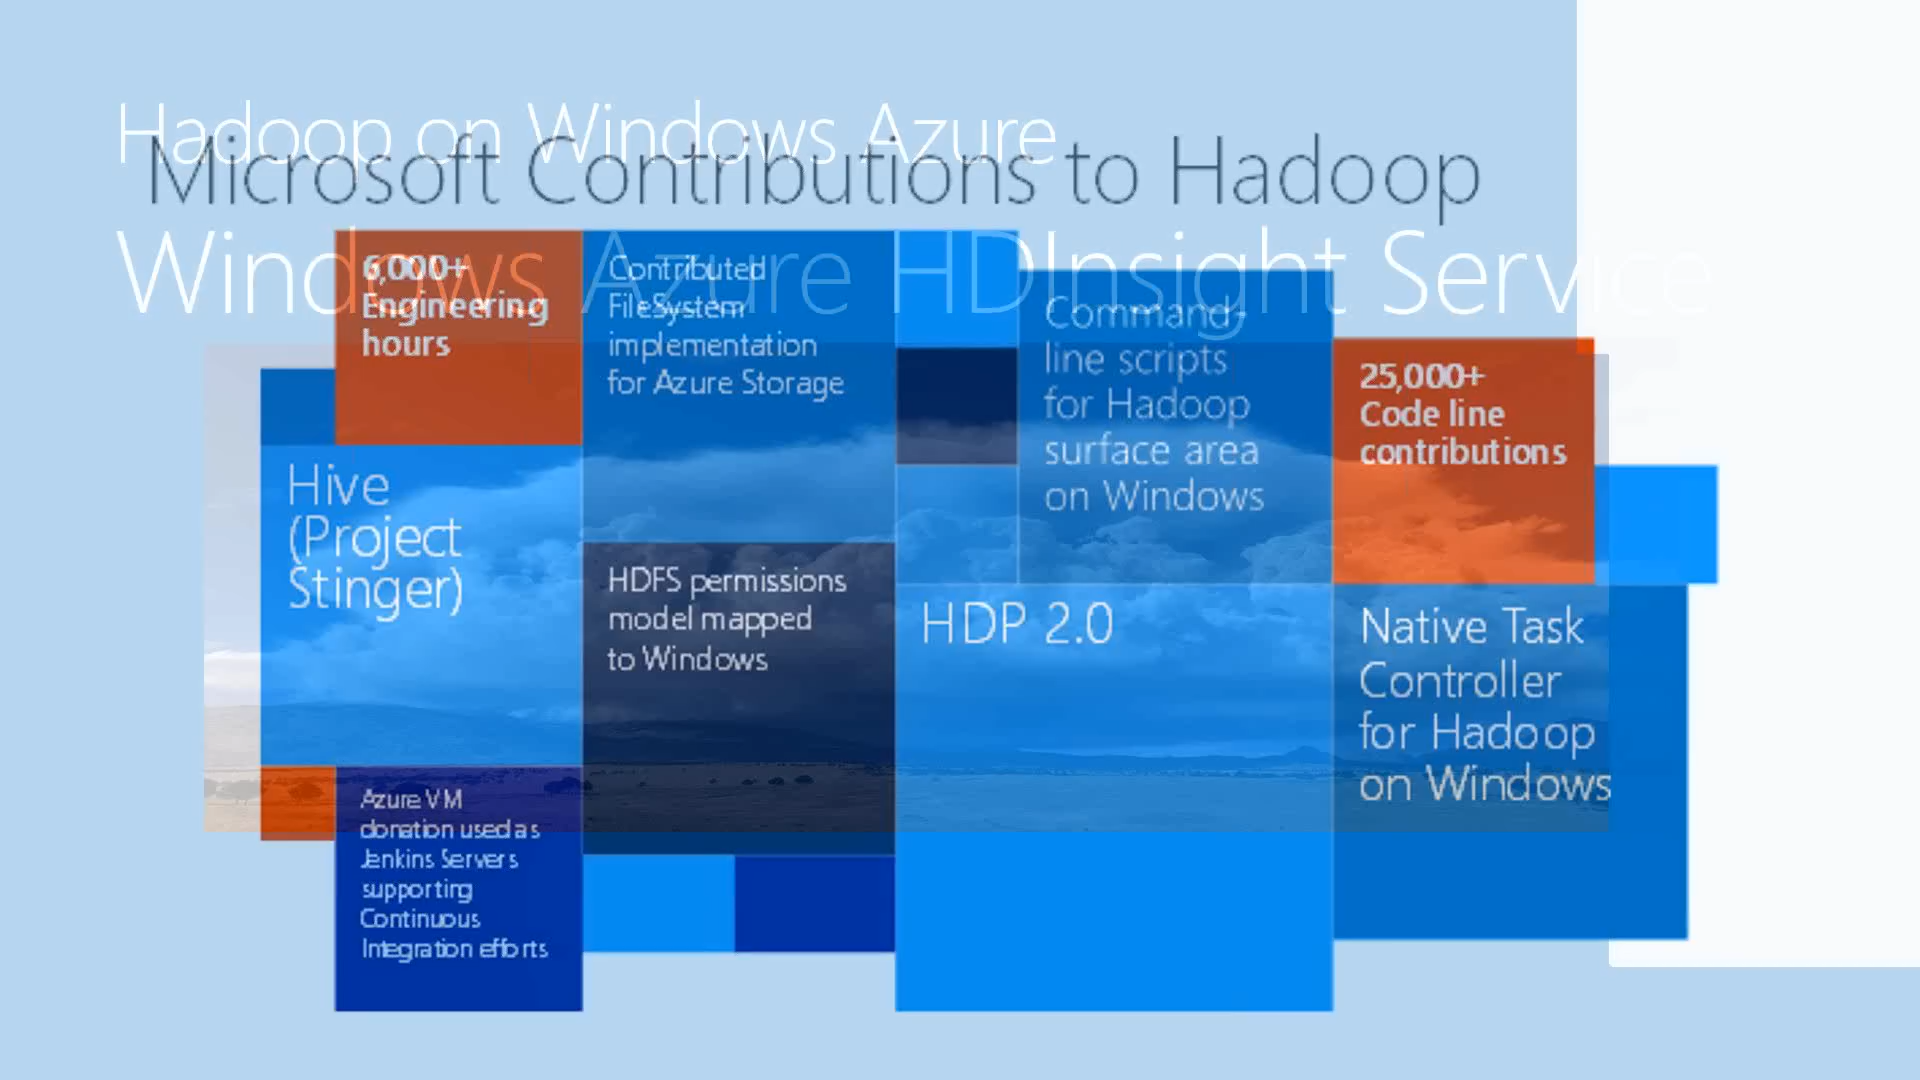 Hadoop on Windows Azure
Microsoft Contributions to Hadoop
Windows Azure HDInsight Service
6,000+
Engineering
hours
Contributed
FileSystem
implementation
for Azure Storage
Command-
line scripts
for Hadoop
surface area
on Windows
25,000+
Code line
contributions
Hive
(Project
Stinger)
HDFS permissions
model mapped
to Windows
HDP 2.0
Native Task
Controller
for Hadoop
on Windows
Azure VM
donation used as
Jenkins Servers
supporting
Continuous
Integration efforts